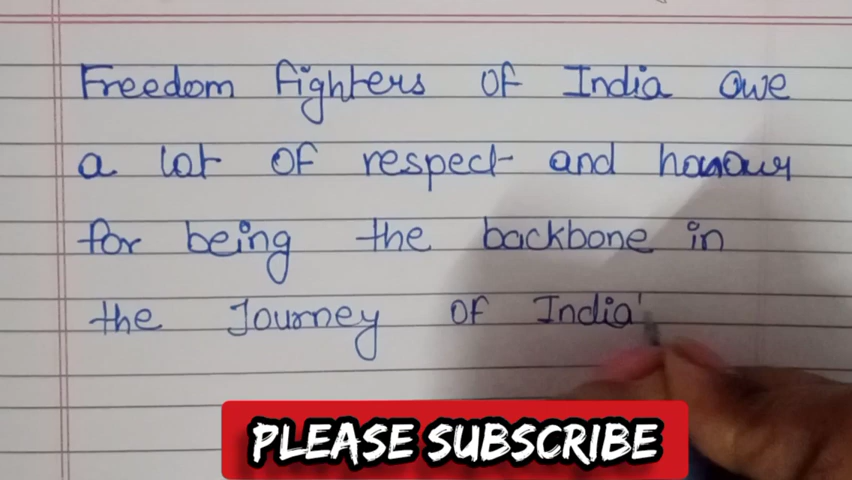 Freedom fighters of India owe
a lot of respect and honour
for being the backbone in
the Journey of India'
PLEASE SUBSCRIBE